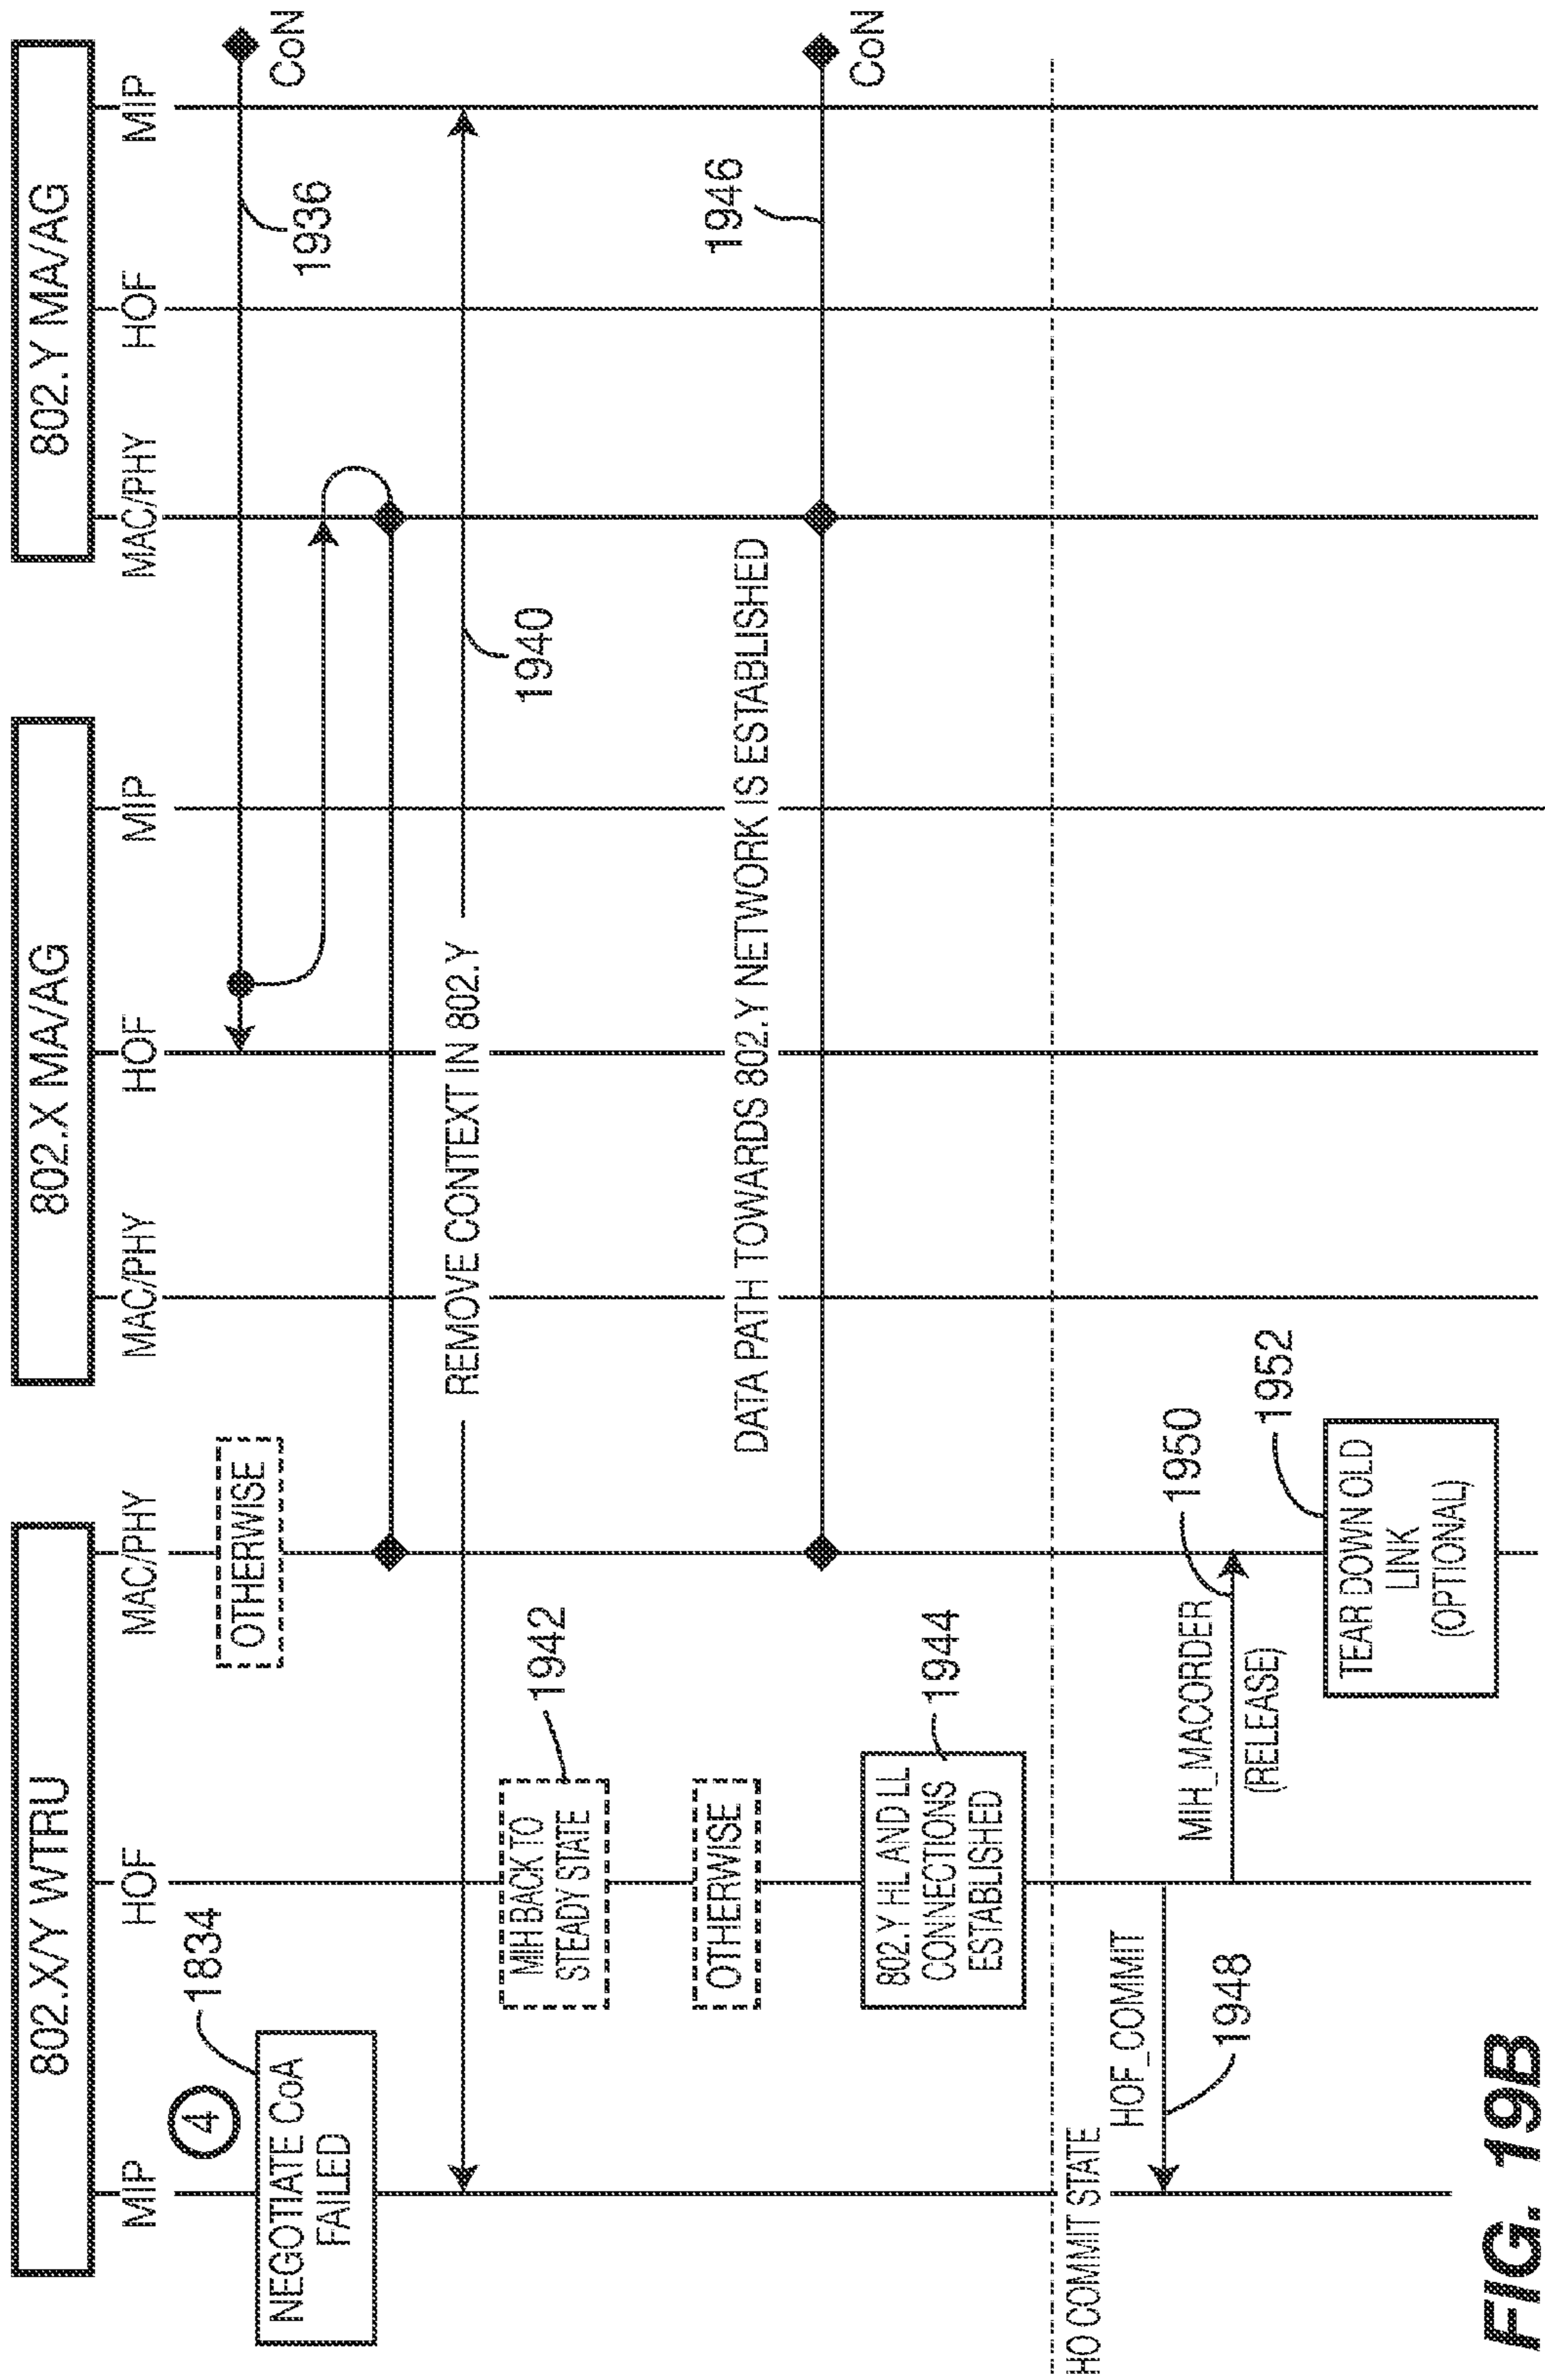 802.X/Y WTRU
802.X MA/AG
802.Y MA/AG
MIP
HOF
MAC/PHY
MAC/PHY
HOF
MIP
MAC/PHY
HOF
MIP
4
1834
NEGOTIATE CoA
FAILED
OTHERWISE
CoN
1936
REMOVE CONTEXT IN 802.Y
1940
MIH BACK TO
STEADY STATE
1942
OTHERWISE
DATA PATH TOWARDS 802.Y NETWORK IS ESTABLISHED
1946
CoN
802.Y HL AND LL
CONNECTIONS
ESTABLISHED
1944
HO COMMIT STATE
HOF_COMMIT
1948
MIH_MACORDER
(RELEASE)
1950
TEAR DOWN OLD
LINK
(OPTIONAL)
1952
FIG. 19B